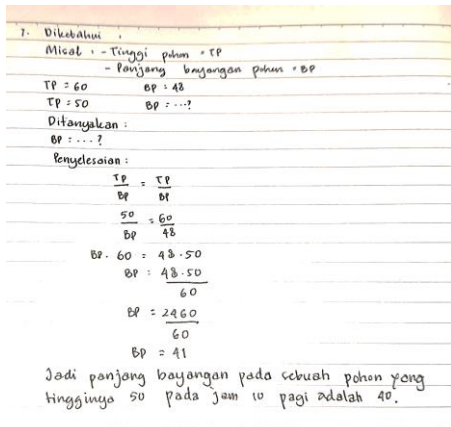 7. Diketahui :
Misal : - Tinggi pohon = TP
- Panjang bayangan pohon = BP
TP = 60 BP = 48
TP = 50 BP = ...?
Ditanyakan :
BP = ...?
Penyelesaian :
TP/BP = TP/BP
50/BP = 60/48
BP . 60 = 48 . 50
BP = 48 . 50/60
BP = 2460/60
BP = 41
Jadi panjang bayangan pada sebuah pohon yang
tingginya 50 pada jam 10 pagi adalah 40.